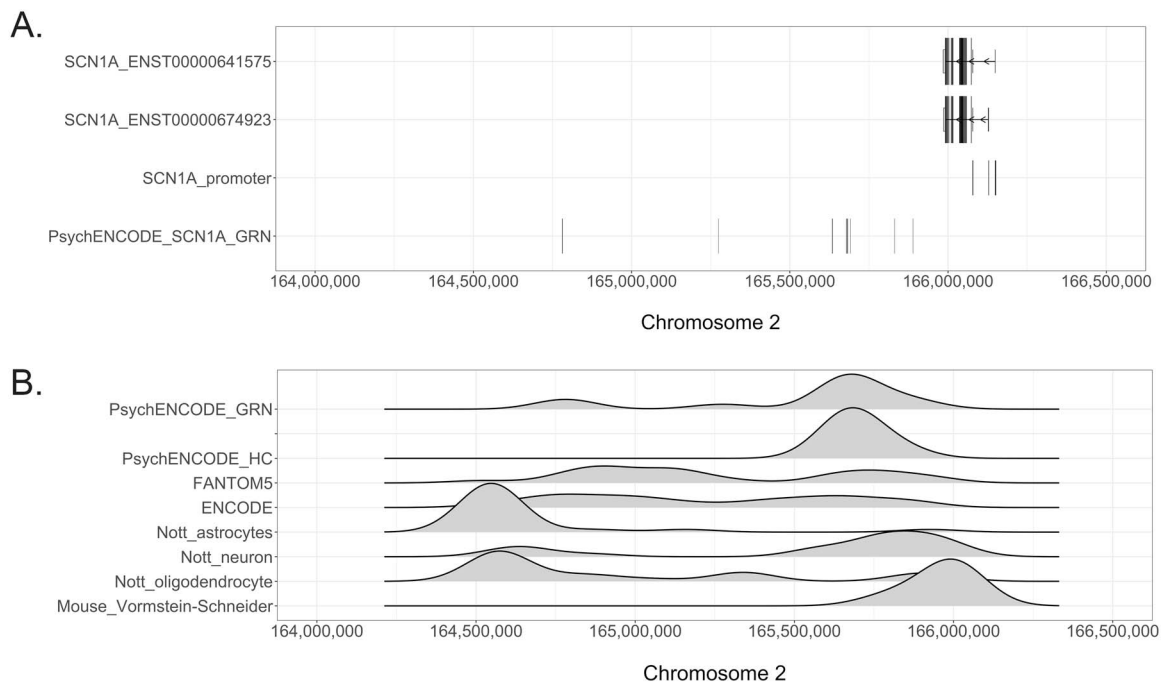 A.
SCN1A_ENST00000641575
SCN1A_ENST00000674923
SCN1A_promoter
PsychENCODE_SCN1A_GRN
164,000,000 164,500,000 165,000,000 165,500,000 166,000,000 166,500,000
Chromosome 2
B.
PsychENCODE_GRN
PsychENCODE_HC
FANTOM5
ENCODE
Nott_astrocytes
Nott_neuron
Nott_oligodendrocyte
Mouse_Vormstein-Schneider
164,000,000 164,500,000 165,000,000 165,500,000 166,000,000 166,500,000
Chromosome 2